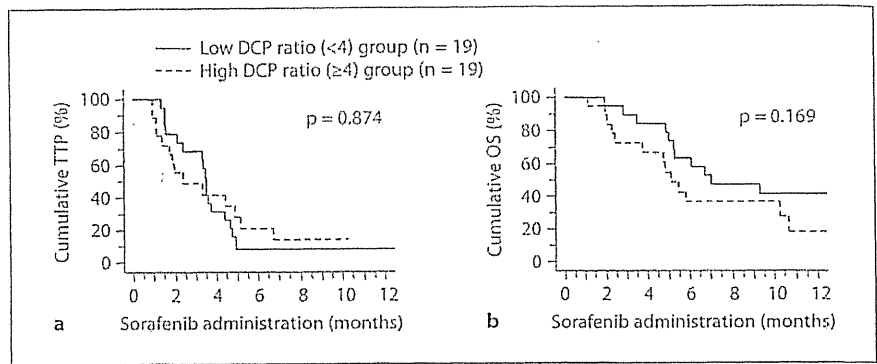 Low DCP ratio (<4) group (n = 19)
High DCP ratio (≥4) group (n = 19)
100
80
60
40
20
0
Cumulative TTP (%)
p = 0.874
0 2 4 6 8 10 12
a Sorafenib administration (months)
100
80
60
40
20
0
Cumulative OS (%)
p = 0.169
0 2 4 6 8 10 12
b Sorafenib administration (months)